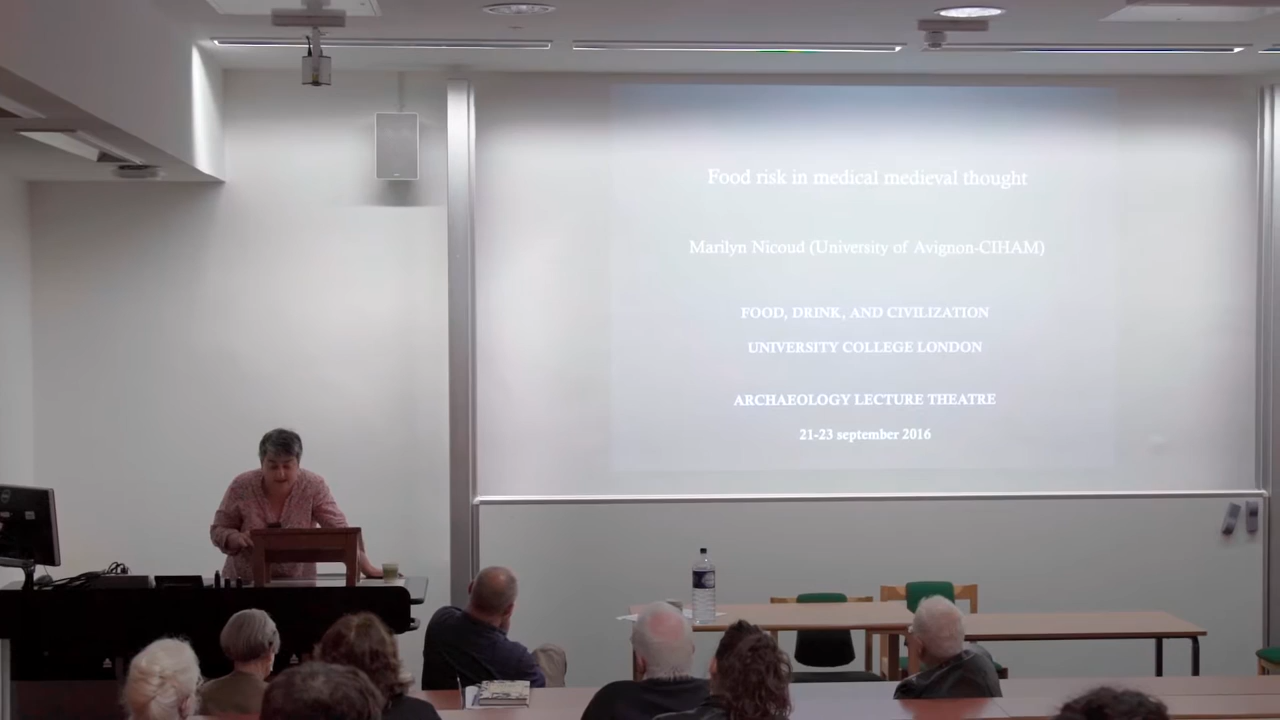 Food risk in medical medieval thought
Marilyn Nicoud (University of Avignon-CIHAM)
FOOD, DRINK, AND CIVILIZATION
UNIVERSITY COLLEGE LONDON
ARCHAEOLOGY LECTURE THEATRE
21-23 september 2016